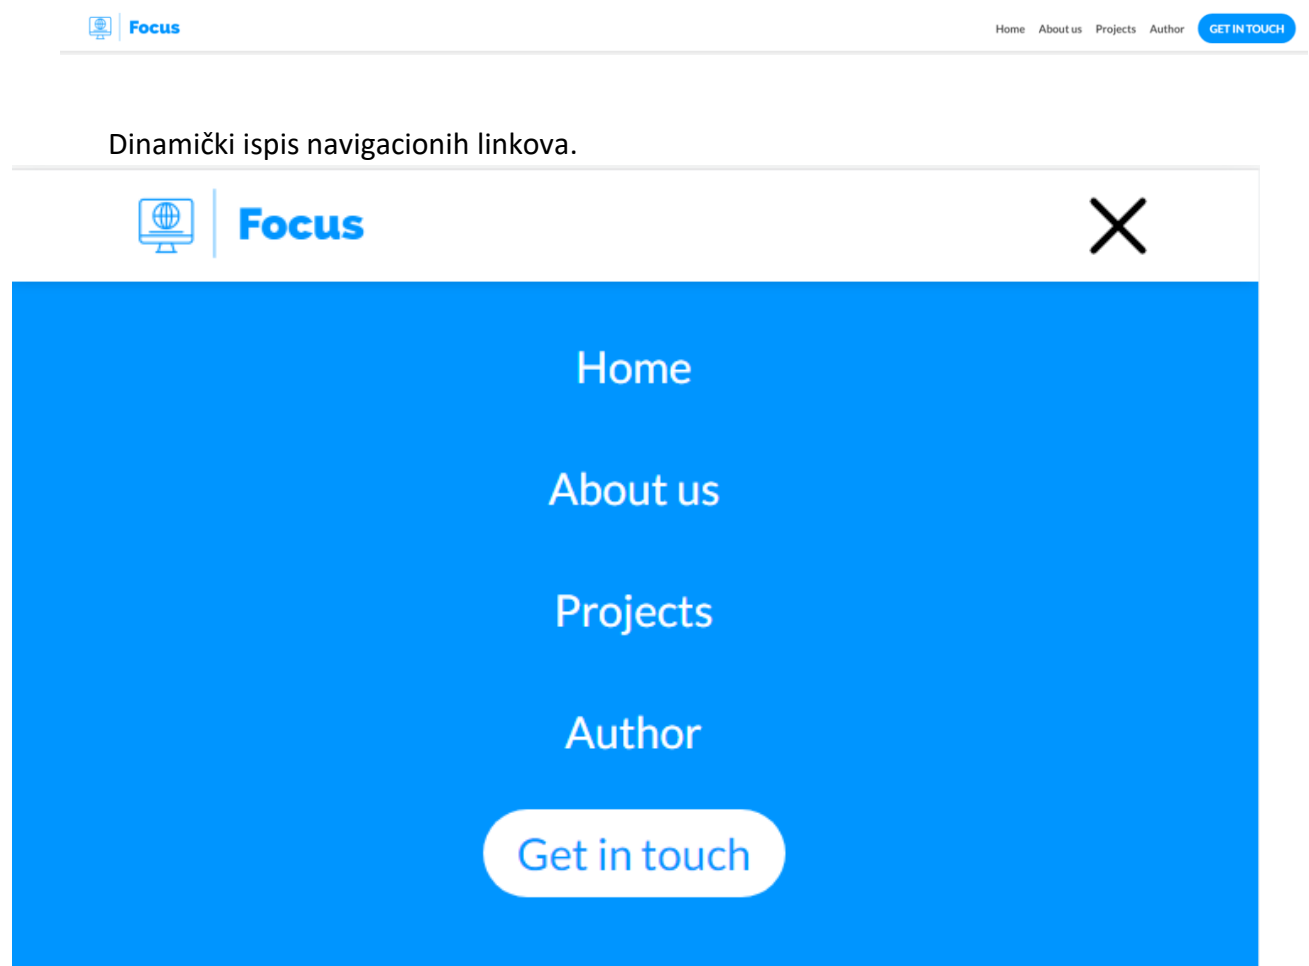 Focus
Home About us Projects Author GET IN TOUCH
Dinamički ispis navigacionih linkova.
Focus
Home
About us
Projects
Author
Get in touch